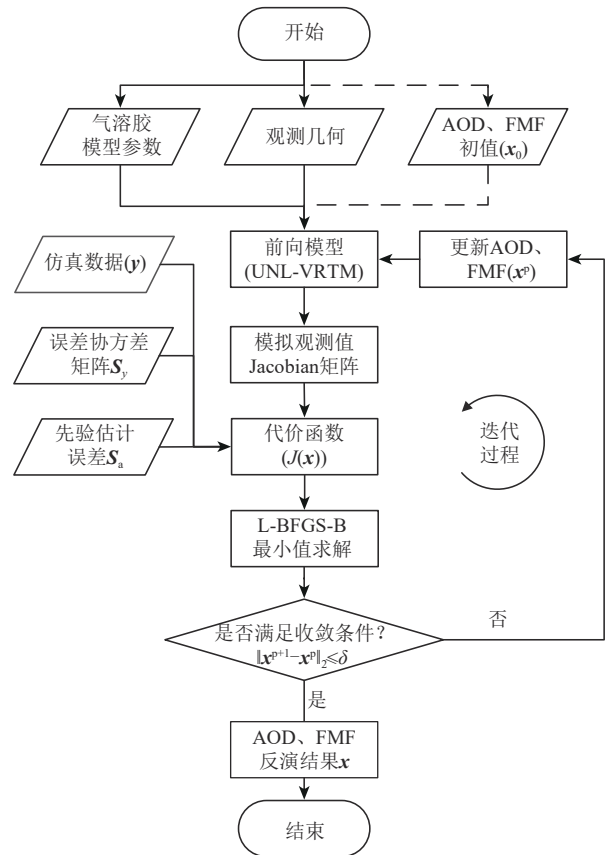 开始
气溶胶
模型参数
观测几何
AOD、FMF
初值(x₀)
仿真数据(y)
前向模型
(UNL-VRTM)
更新AOD、
FMF(xᵖ)
误差协方差
矩阵Sᵧ
模拟观测值
Jacobian矩阵
先验估计
误差Sₐ
代价函数
(J(x))
迭代
过程
L-BFGS-B
最小值求解
是否满足收敛条件?
‖xᵖ⁺¹−xᵖ‖₂⩽δ
否
是
AOD、FMF
反演结果x
结束